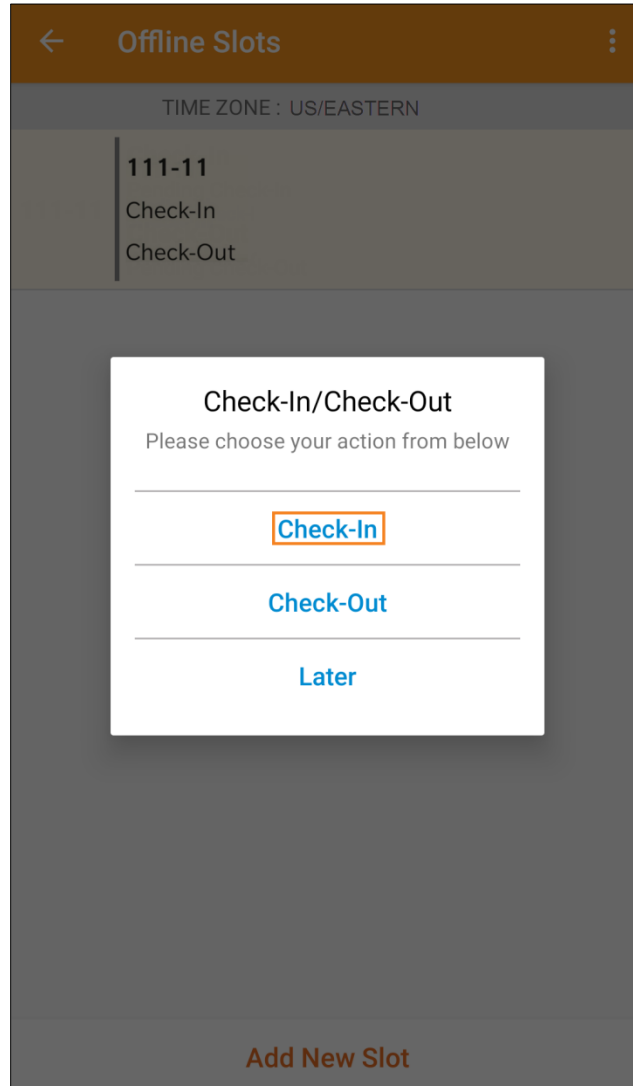 Offline Slots
TIME ZONE : US/EASTERN
111-11
Check-In
Check-Out
Check-In/Check-Out
Please choose your action from below
Check-In
Check-Out
Later
Add New Slot